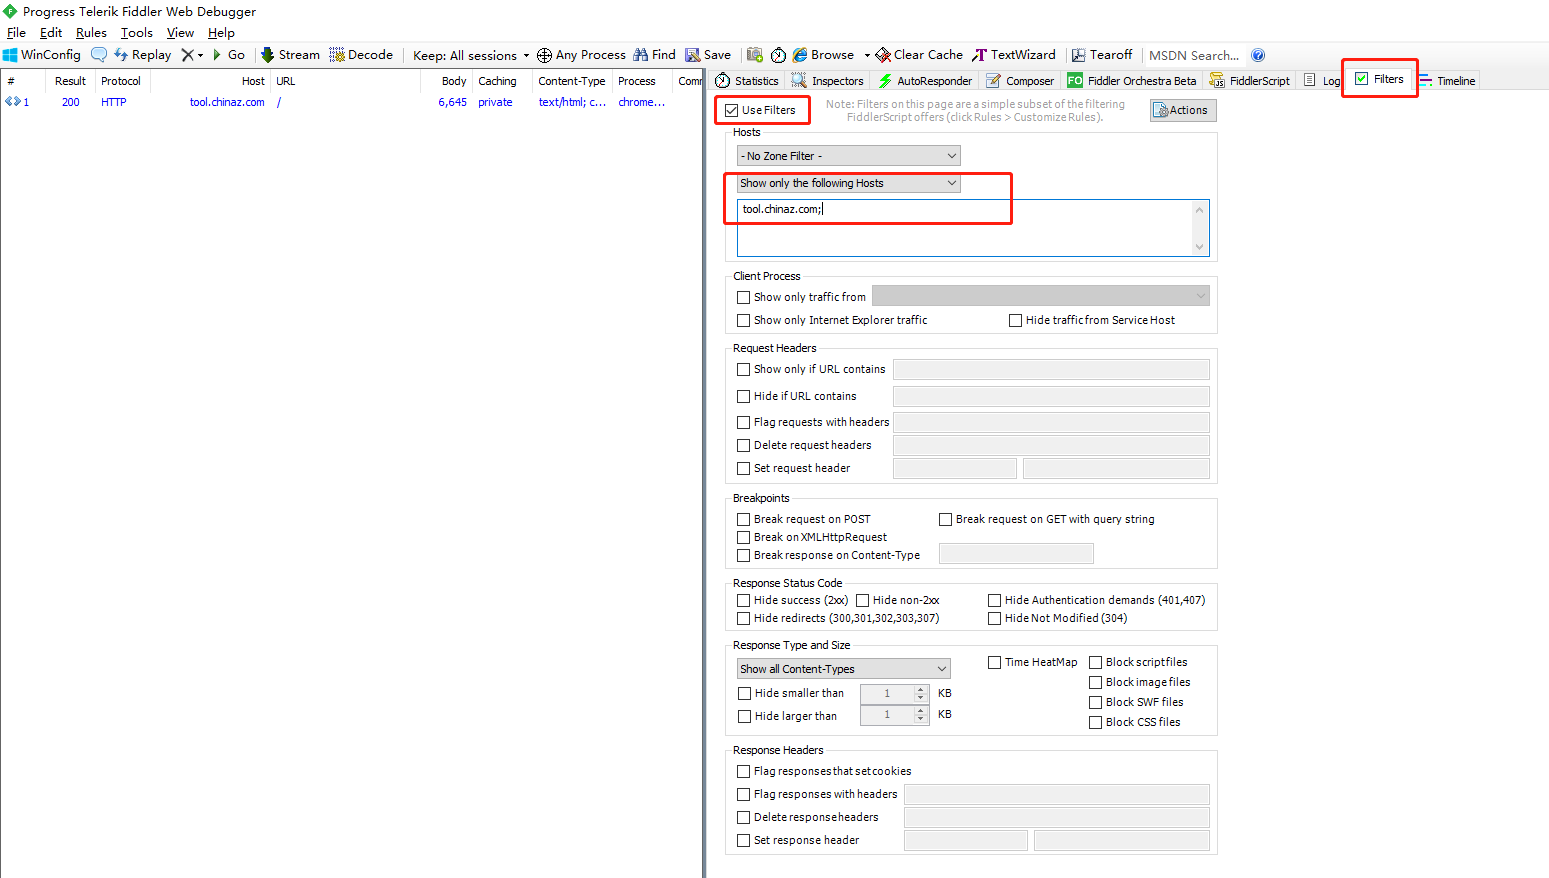 Progress Telerik Fiddler Web Debugger
File Edit Rules Tools View Help
WinConfig Replay Go Stream Decode Keep: All sessions Any Process Find Save Browse Clear Cache TextWizard Tearoff MSDN Search...
# Result Protocol Host URL Body Caching Content-Type Process Comm
1 200 HTTP tool.chinaz.com / 6,645 private text/html; c... chrome...
Statistics Inspectors AutoResponder Composer FO Fiddler Orchestra Beta FiddlerScript Log Filters Timeline
Use Filters
Note: Filters on this page are a simple subset of the filtering
FiddlerScript offers (click Rules > Customize Rules).
Actions
Hosts
- No Zone Filter -
Show only the following Hosts
tool.chinaz.com;
Client Process
Show only traffic from
Show only Internet Explorer traffic Hide traffic from Service Host
Request Headers
Show only if URL contains
Hide if URL contains
Flag requests with headers
Delete request headers
Set request header
Breakpoints
Break request on POST Break request on GET with query string
Break on XMLHttpRequest
Break response on Content-Type
Response Status Code
Hide success (2xx) Hide non-2xx Hide Authentication demands (401,407)
Hide redirects (300,301,302,303,307) Hide Not Modified (304)
Response Type and Size
Show all Content-Types Time HeatMap Block script files
Block image files
Hide smaller than 1 KB
Block SWF files
Hide larger than 1 KB
Block CSS files
Response Headers
Flag responses that set cookies
Flag responses with headers
Delete response headers
Set response header